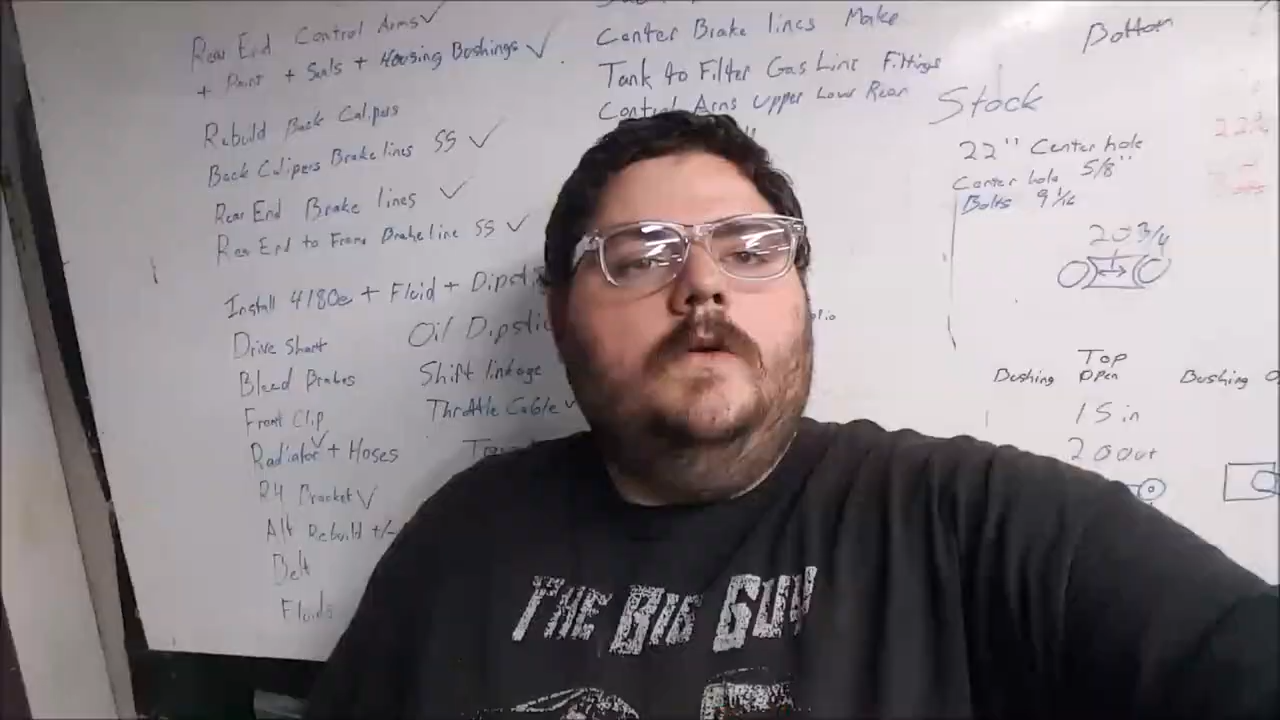 Rear End Control Arms ✓
+ Paint + Seals + Housing Bushings ✓
Rebuild Back Calipers
Back Calipers Brake lines SS ✓
Rear End Brake lines ✓
Rear End to Frame Brake line SS ✓
Install 4180e + Fluid + Dipsti
Drive Shaft
Oil Dipstic
Bleed Brakes
Shift linkage
Front Clip
Throttle Cable ✓
Radiator ✓ + Hoses
R4 Bracket ✓
Alt Rebuild +/-
Belt
Fluids
Center Brake lines Make
Tank to Filter Gas Line Fittings
Control Arms Upper Lower Rear
Bottom
Stock
22" Center hole
Center hole 5/8"
Bolts 9 1/16
20 3/4
Top
Bushing Open
Bushing
15 in
20 out
THE BIG GUY